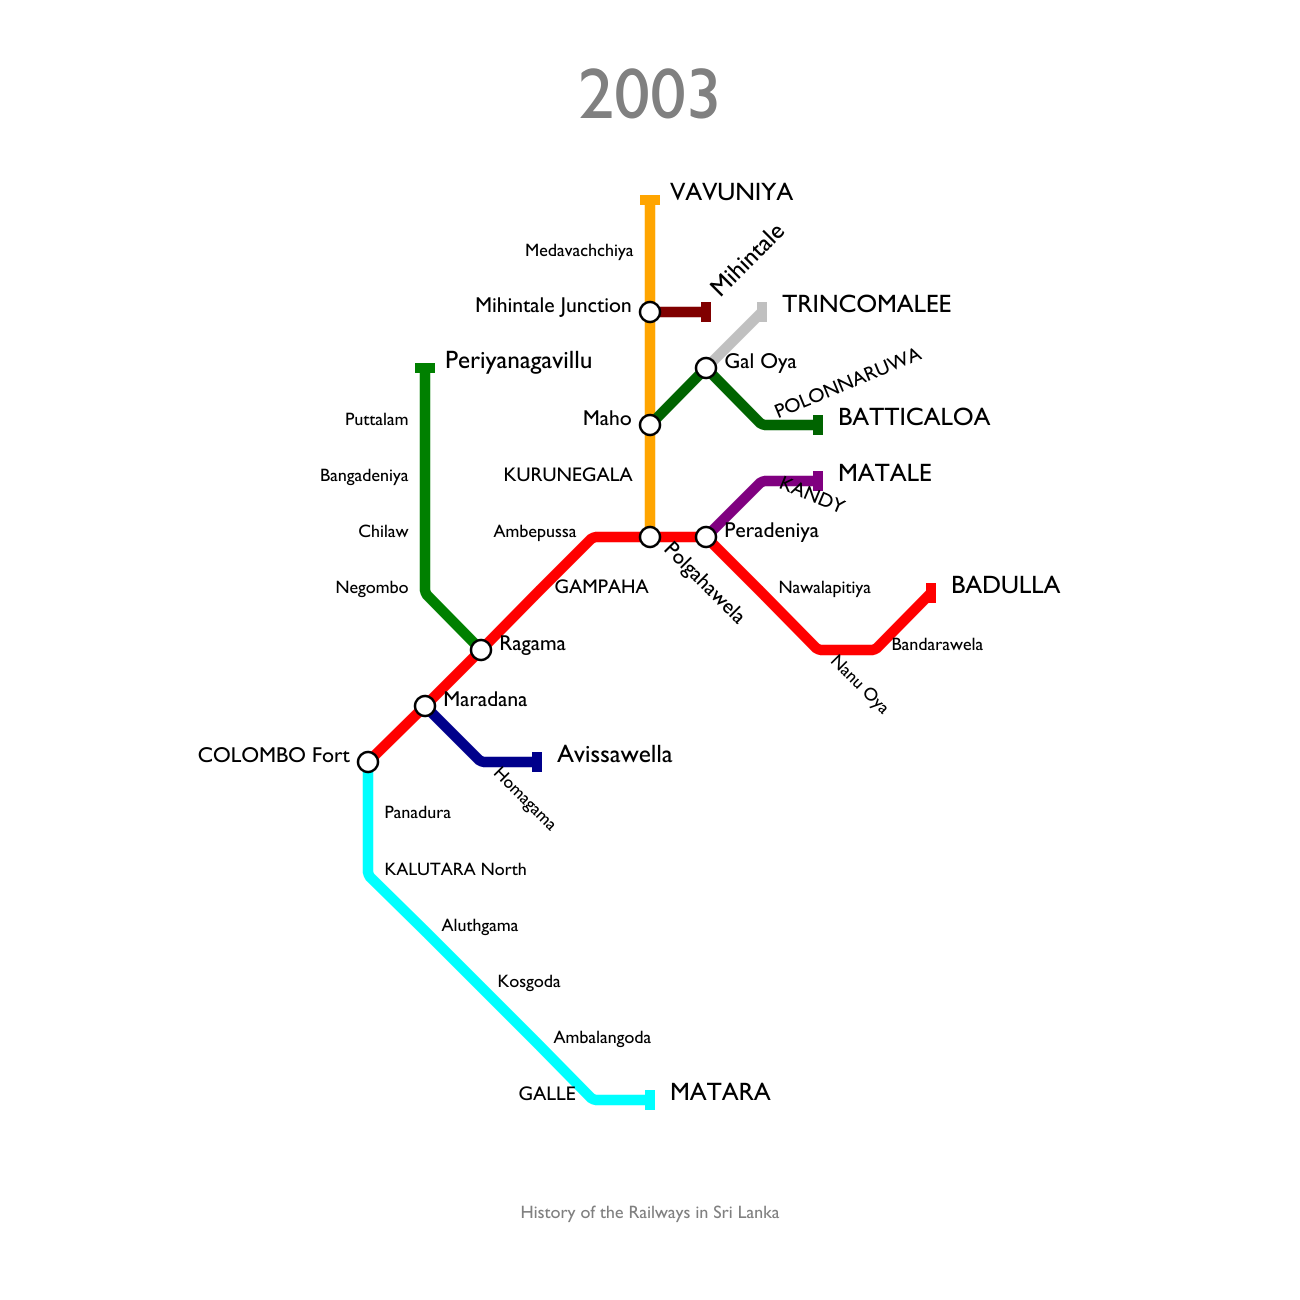 2003
VAVUNIYA
Medavachchiya
Mihintale
Mihintale Junction
TRINCOMALEE
Periyanagavillu
Gal Oya
POLONNARUWA
Puttalam
Maho
BATTICALOA
Bangadeniya
KURUNEGALA
MATALE
KANDY
Chilaw
Ambepussa
Peradeniya
Polgahawela
Negombo
GAMPAHA
Nawalapitiya
BADULLA
Ragama
Bandarawela
Nanu Oya
Maradana
COLOMBO Fort
Avissawella
Homagama
Panadura
KALUTARA North
Aluthgama
Kosgoda
Ambalangoda
GALLE
MATARA
History of the Railways in Sri Lanka